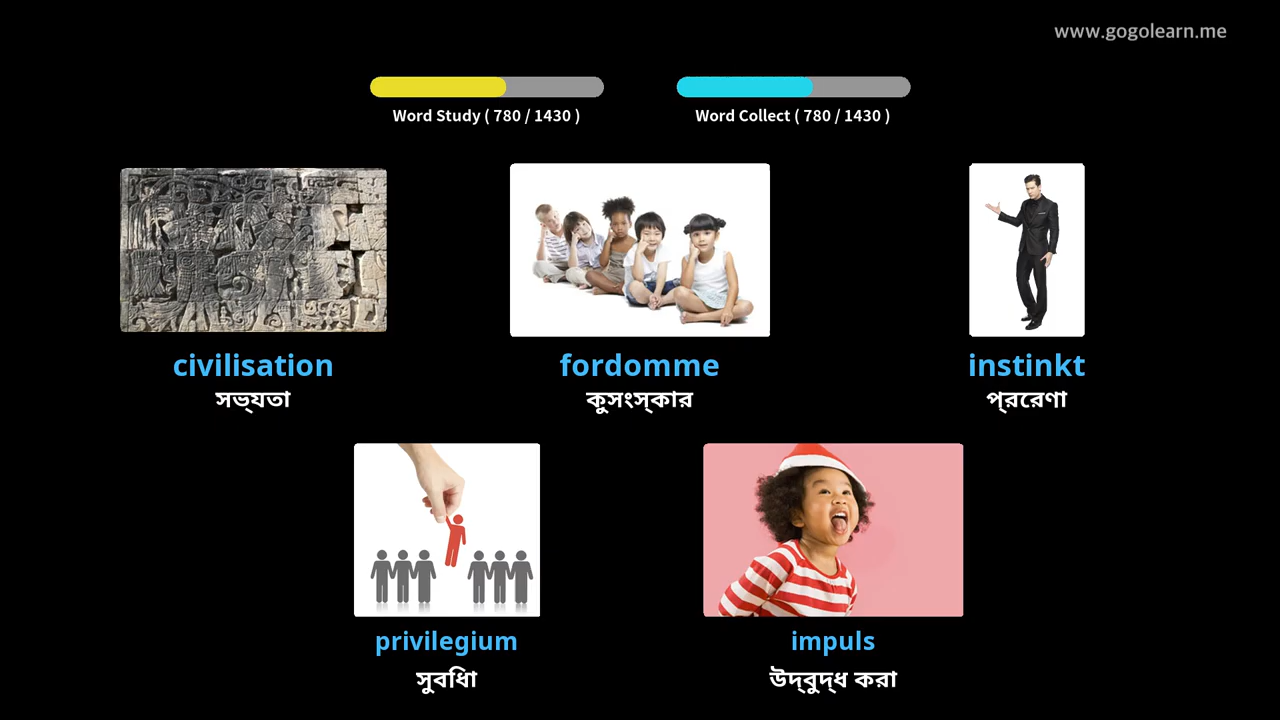 www.gogolearn.me
Word Study ( 780 / 1430 )
Word Collect ( 780 / 1430 )
civilisation
সভ্যতা
fordomme
কুসংস্কার
instinkt
প্ররেণা
privilegium
সুবধিা
impuls
উদ্বুদ্ধ করা